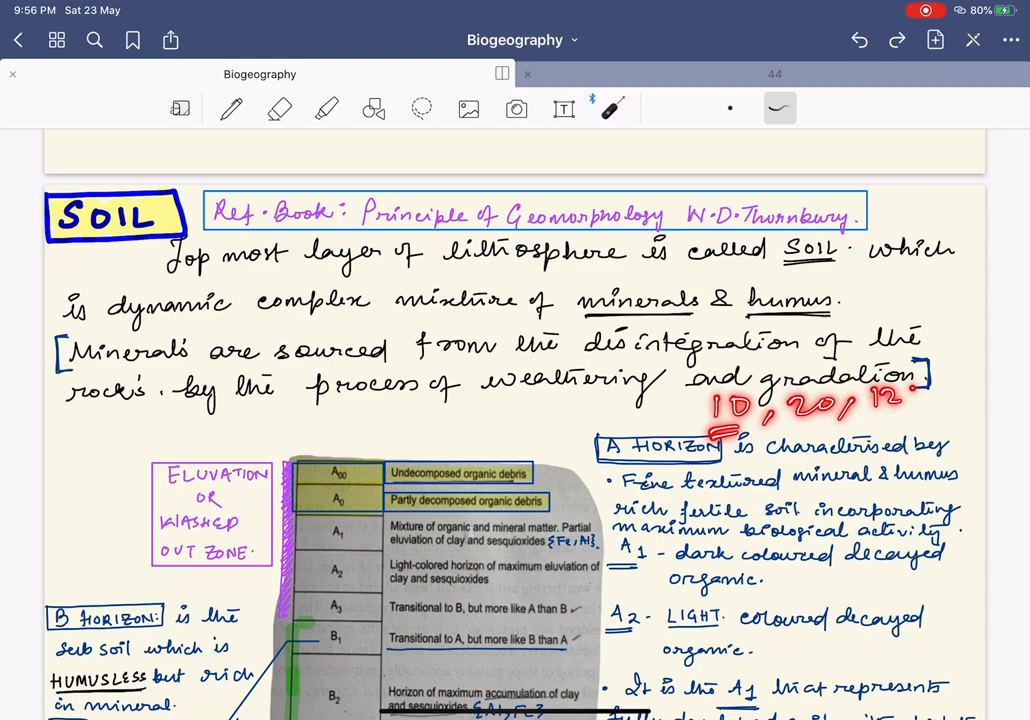 9:56 PM Sat 23 May
80%
Biogeography
Biogeography
44
T
SOIL
Ref. Book: Principle of Geomorphology W.D. Thornbury.
Top most layer of lithosphere is called SOIL. which
is dynamic complex mixture of minerals & humus.
[Minerals are sourced from the disintegration of the
rock's. by the process of weathering and gradation.]
10, 20, 12.
ELUVATION
OR
WASHED
OUT ZONE.
A00 Undecomposed organic debris
A0 Partly decomposed organic debris
A1 Mixture of organic and mineral matter. Partial
eluviation of clay and sesquioxides {Fe, Al}.
A2 Light-colored horizon of maximum eluviation of
clay and sesquioxides
A3 Transitional to B, but more like A than B
B1 Transitional to A, but more like B than A
B2 Horizon of maximum accumulation of clay
and sesquioxides {Al, Fe}
B HORIZON: is the
sub soil which is
HUMUSLESS but rich
in mineral.
A HORIZON is characterised by
• Fine textured mineral & humus
rich fertile soil incorporating
maximum biological activity.
A1 - dark coloured decayed
organic.
A2 - LIGHT. coloured decayed
organic.
• It is the A1 that represents